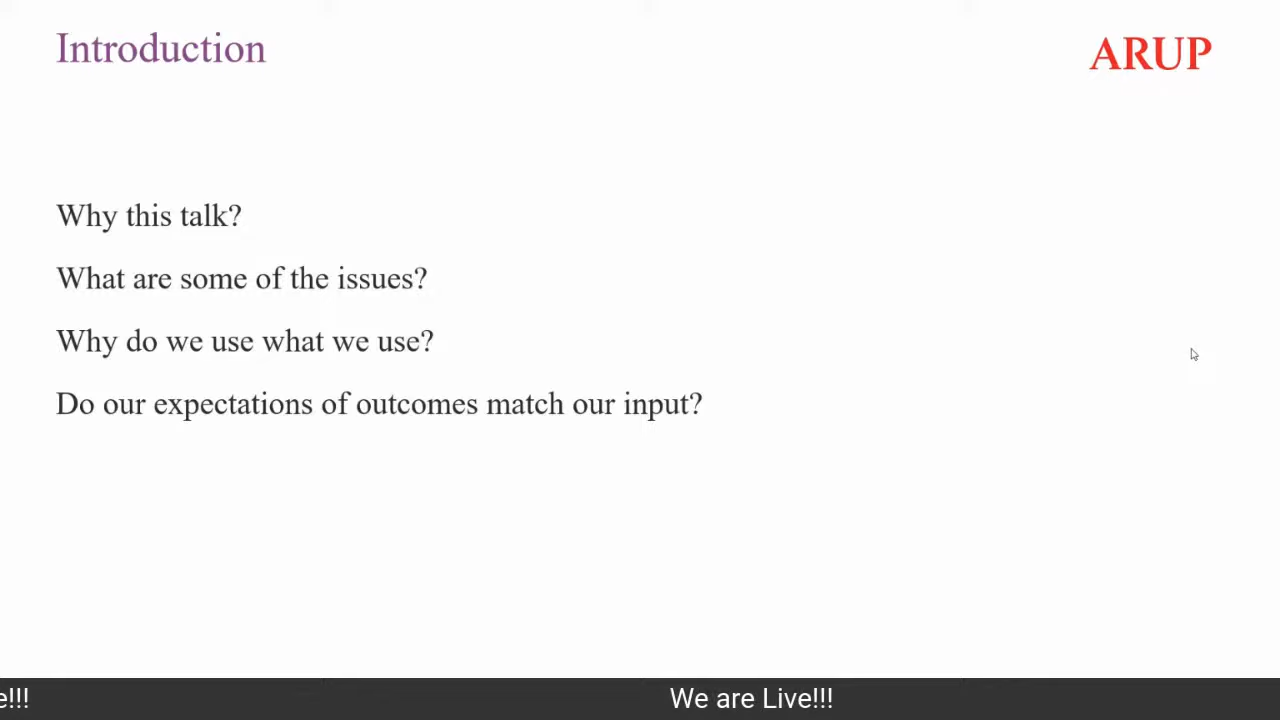 Introduction
ARUP
Why this talk?
What are some of the issues?
Why do we use what we use?
Do our expectations of outcomes match our input?
e!!!
We are Live!!!